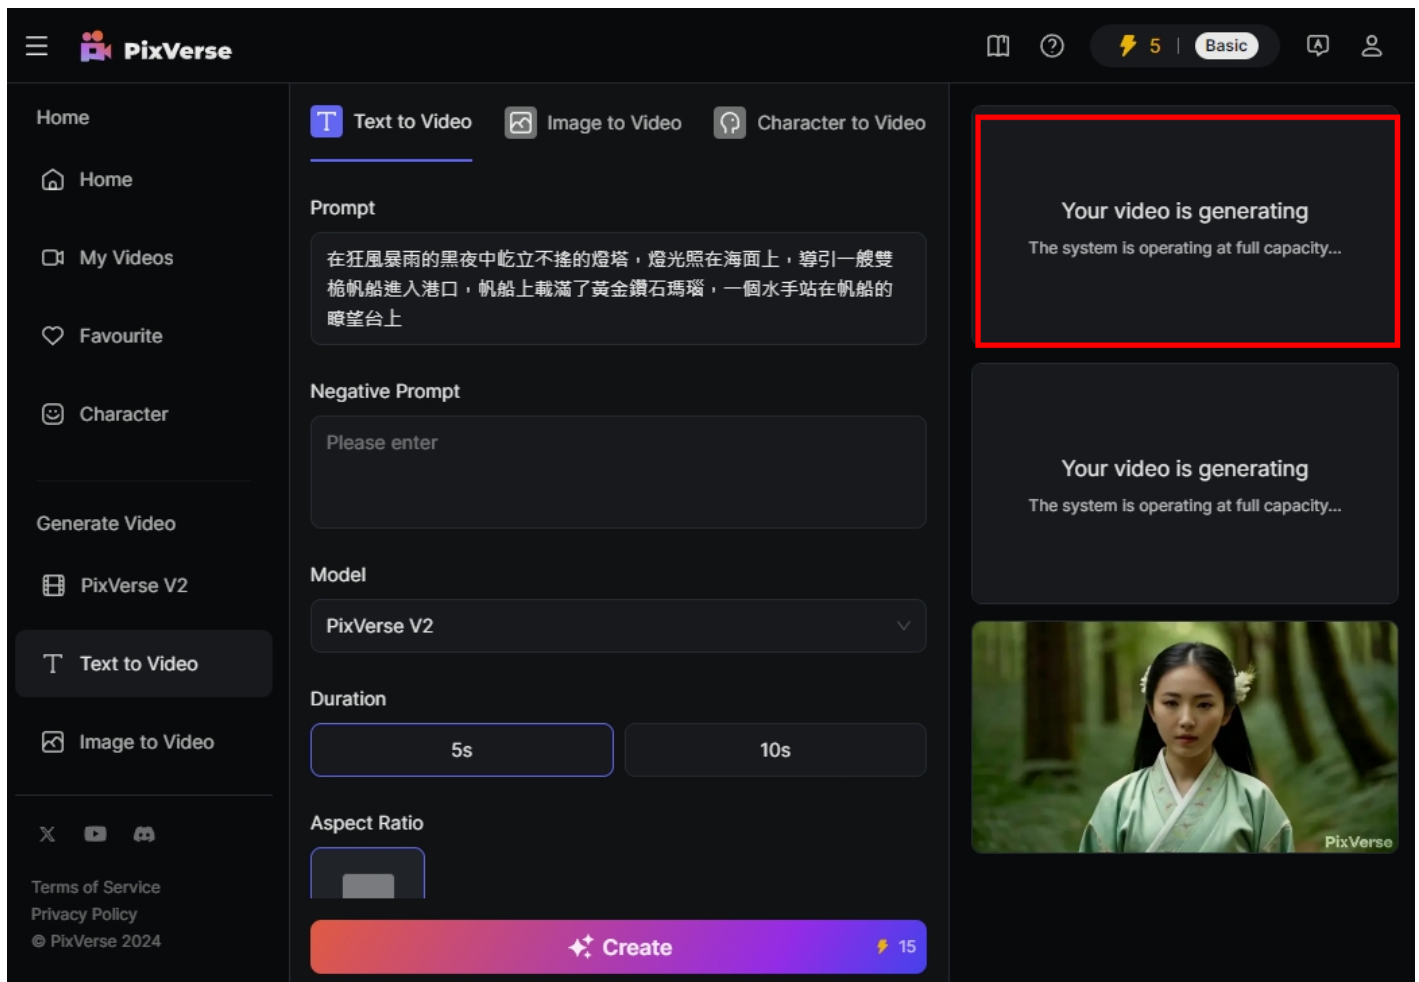 PixVerse
5
Basic
Home
Home
My Videos
Favourite
Character
Generate Video
PixVerse V2
Text to Video
Image to Video
Terms of Service
Privacy Policy
© PixVerse 2024
Text to Video
Image to Video
Character to Video
Prompt
在狂風暴雨的黑夜中屹立不搖的燈塔，燈光照在海面上，導引一艘雙
桅帆船進入港口，帆船上載滿了黃金鑽石瑪瑙，一個水手站在帆船的
瞭望台上
Negative Prompt
Please enter
Model
PixVerse V2
Duration
5s
10s
Aspect Ratio
Create
15
Your video is generating
The system is operating at full capacity...
Your video is generating
The system is operating at full capacity...
PixVerse